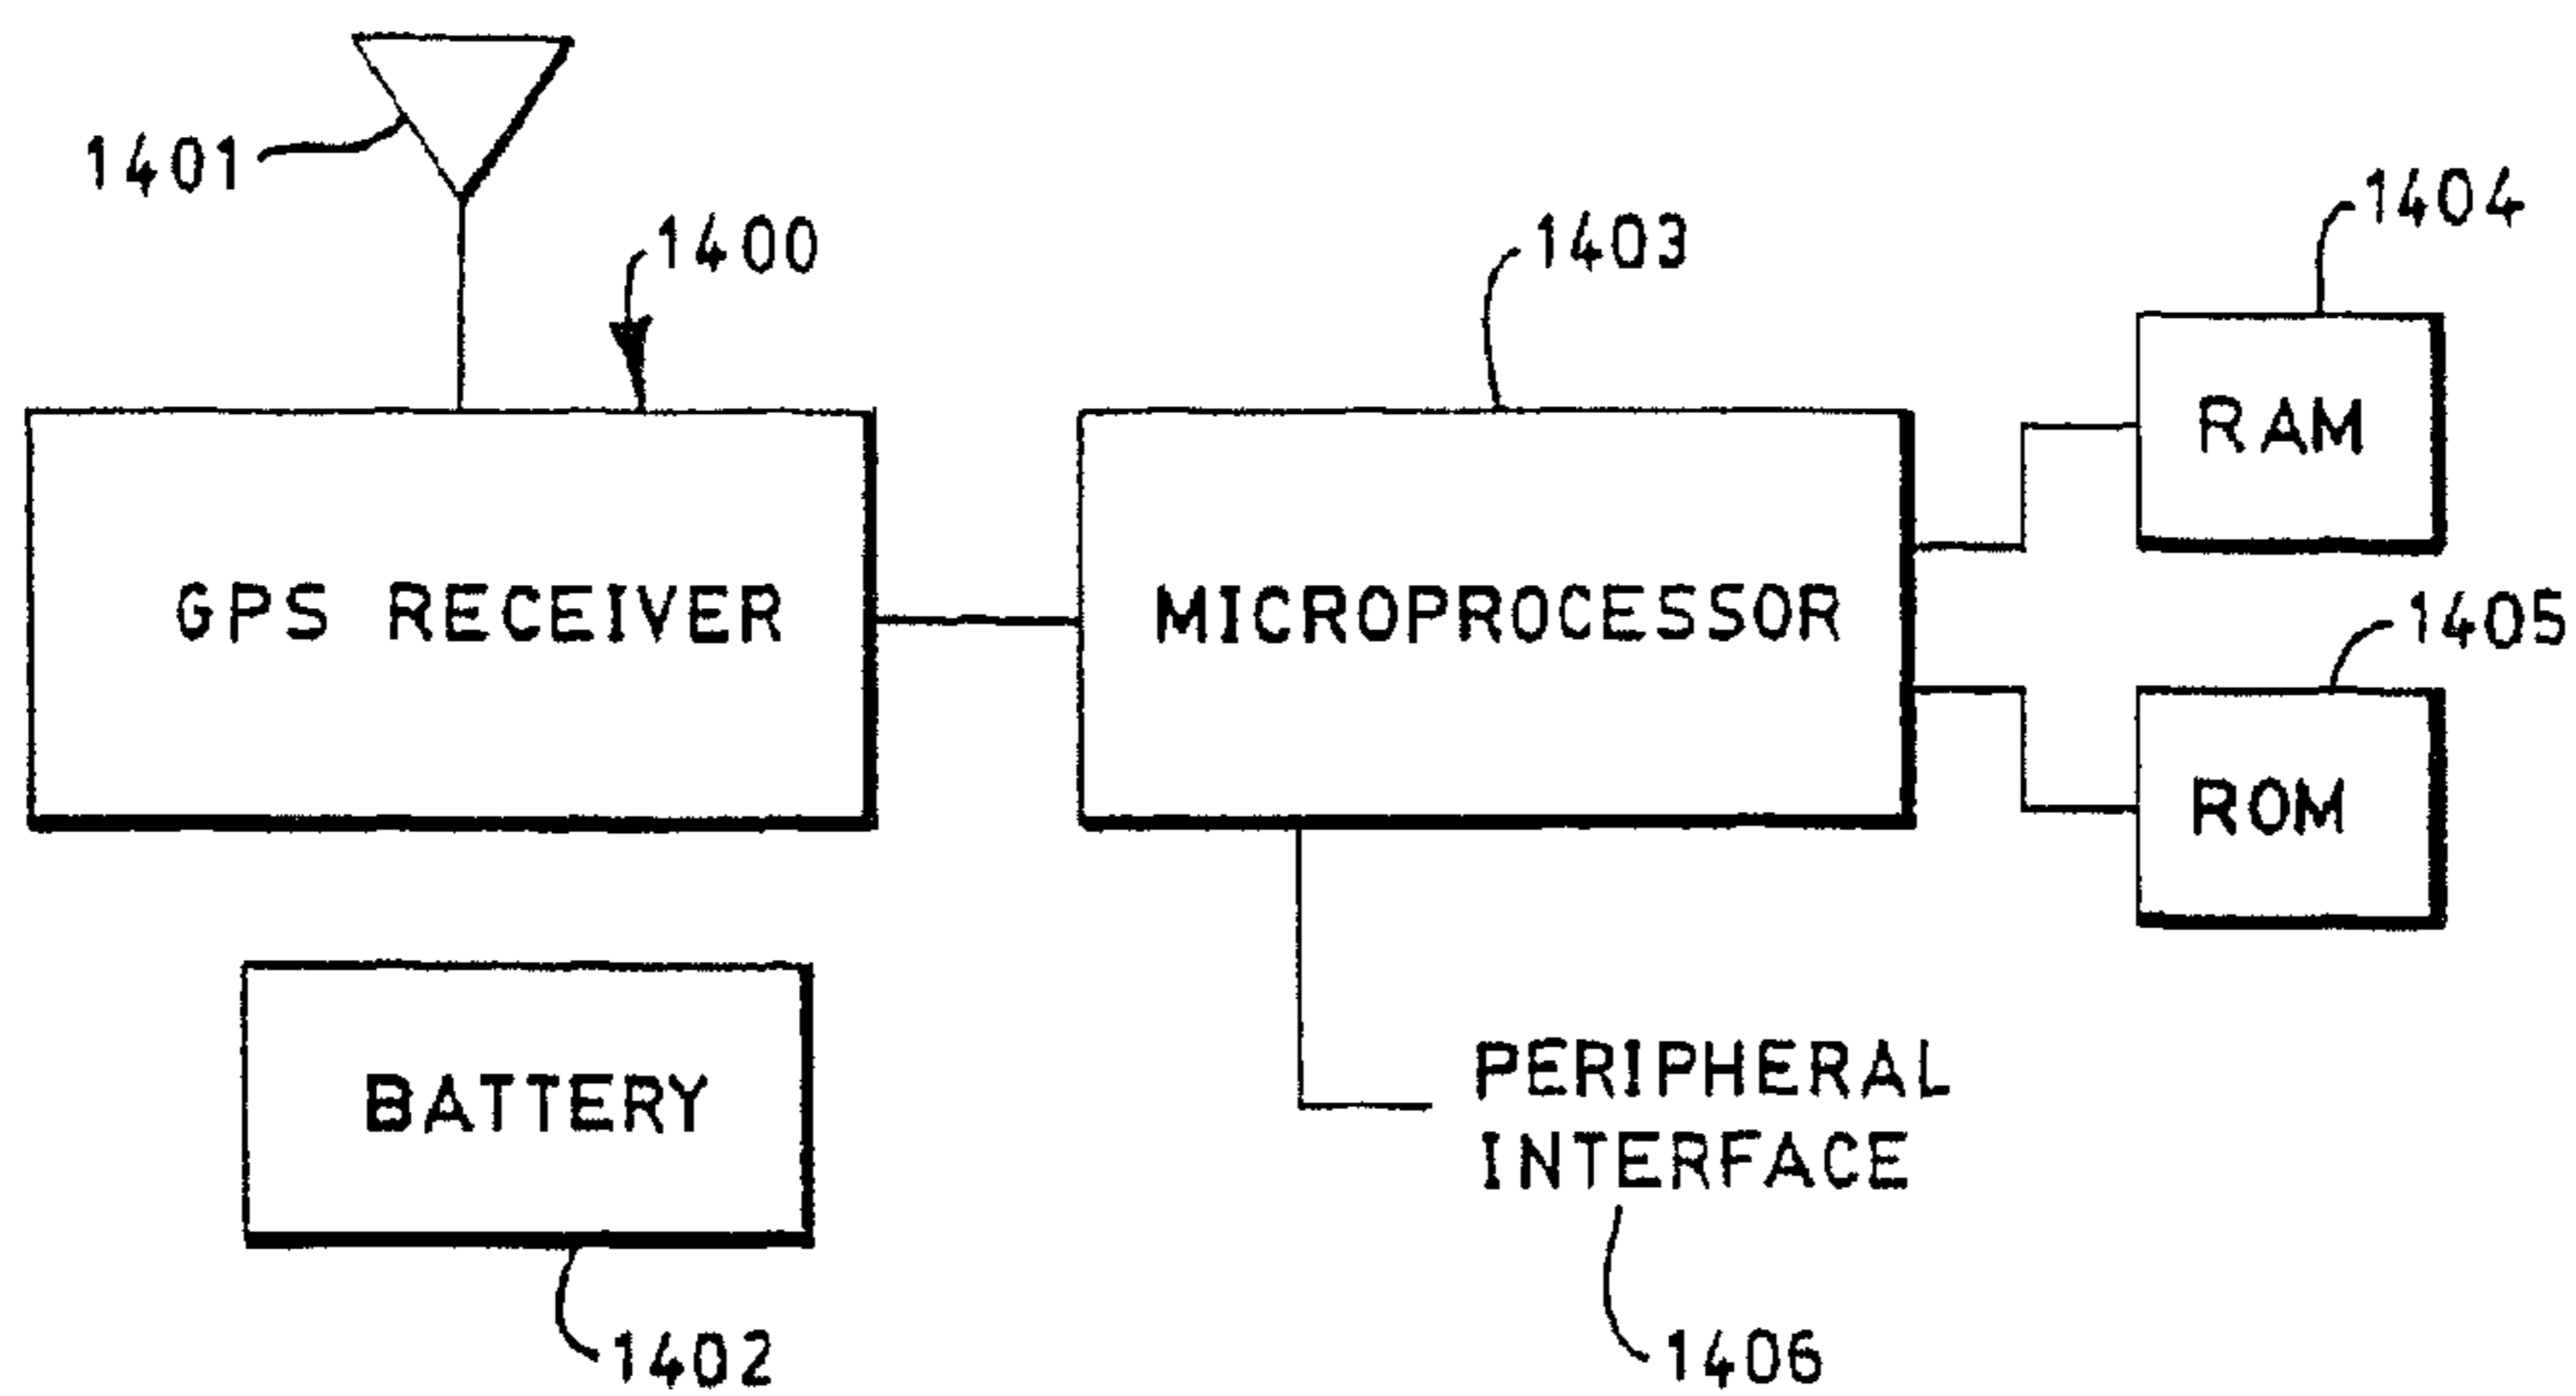 1401
1400
1403
1404
RAM
GPS RECEIVER
MICROPROCESSOR
1405
ROM
BATTERY
PERIPHERAL
INTERFACE
1402
1406